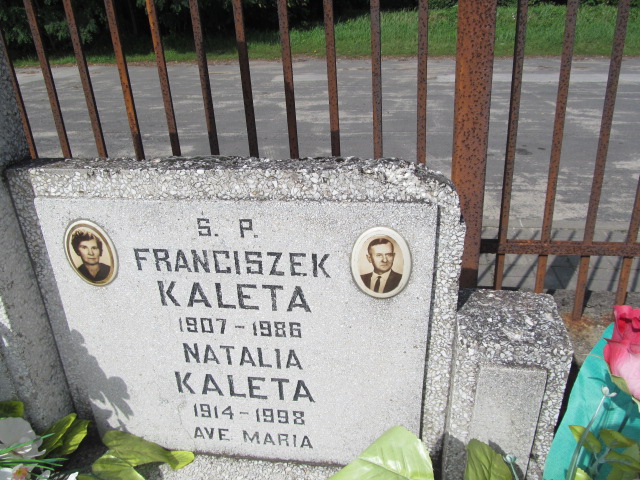 Ś. P.
FRANCISZEK
KALETA
1907-1986
NATALIA
KALETA
1914-1998
AVE MARIA